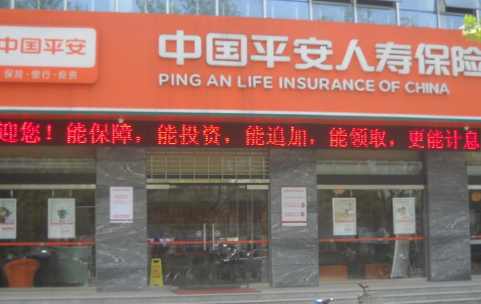 中国平安
保险·银行·投资
中国平安人寿保险
PING AN LIFE INSURANCE OF CHINA
迎您！能保障，能投资，能追加，能领取，更能计息